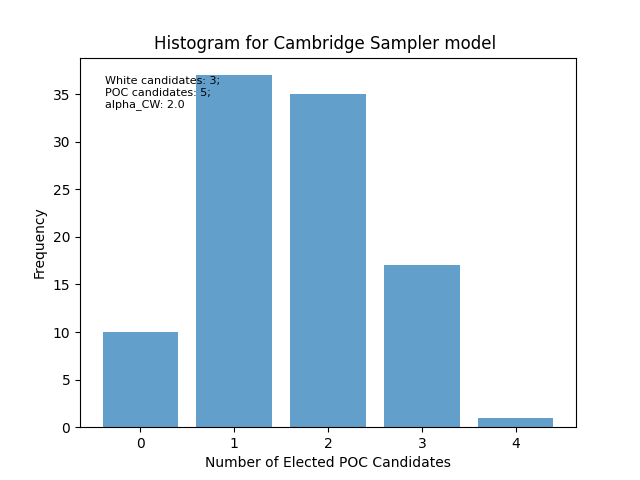 Histogram for Cambridge Sampler model
White candidates: 3;
POC candidates: 5;
alpha_CW: 2.0
Frequency
35
30
25
20
15
10
5
0
0 1 2 3 4
Number of Elected POC Candidates